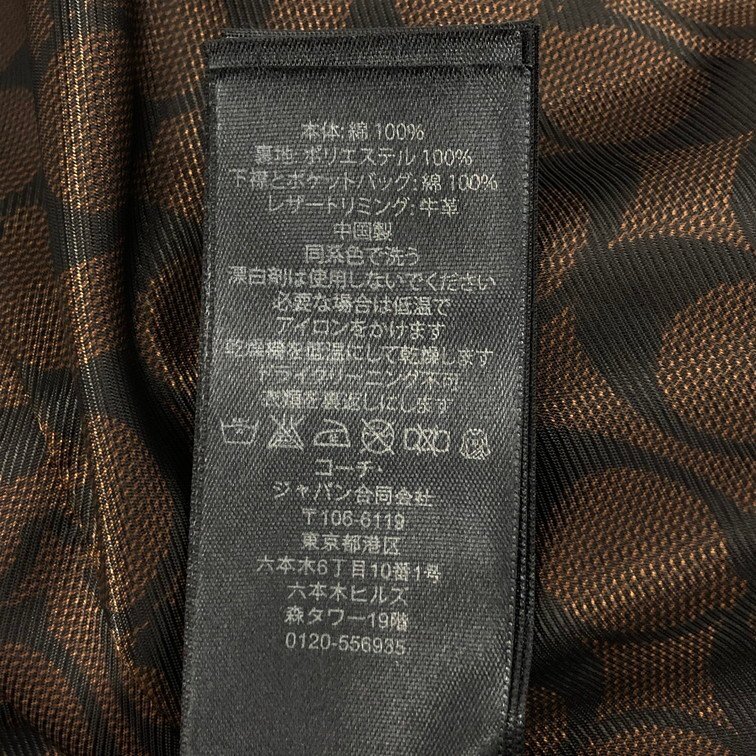 本体: 綿 100%
裏地: ポリエステル 100%
下襟とポケットバッグ: 綿 100%
レザートリミング: 牛革
中国製
同系色で洗う
漂白剤は使用しないでください
必要な場合は低温で
アイロンをかけます
乾燥機を低温にして乾燥します
ドライクリーニング不可
衣類を裏返しにします
コーチ・
ジャパン合同会社
〒106-6119
東京都港区
六本木6丁目10番1号
六本木ヒルズ
森タワー19階
0120-556935